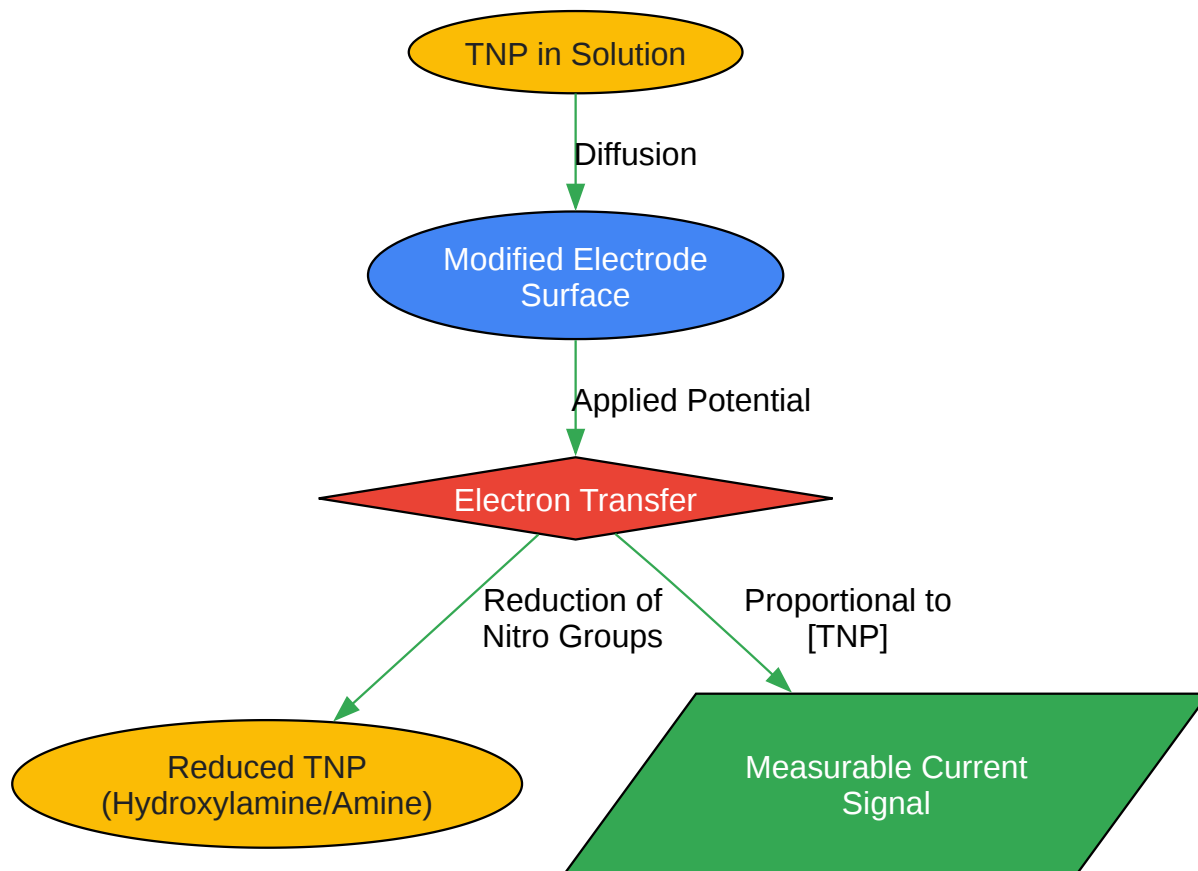 TNP in Solution
Diffusion
Modified Electrode
Surface
Applied Potential
Electron Transfer
Reduction of
Nitro Groups
Proportional to
[TNP]
Reduced TNP
(Hydroxylamine/Amine)
Measurable Current
Signal